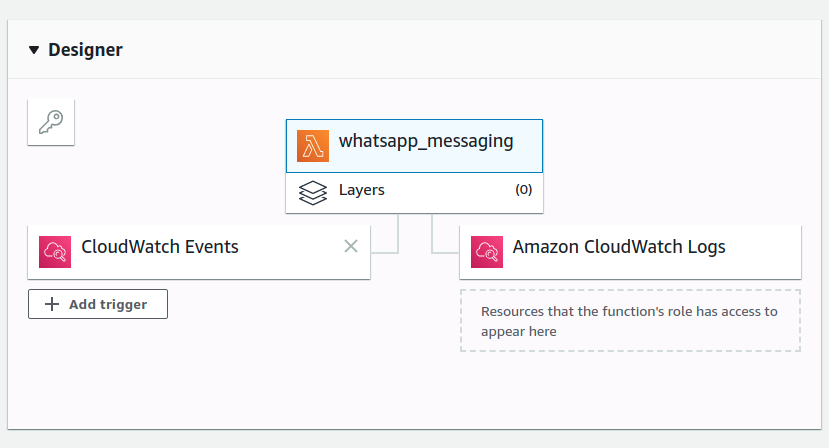 Designer
whatsapp_messaging
Layers (0)
CloudWatch Events
Amazon CloudWatch Logs
Add trigger
Resources that the function's role has access to
appear here